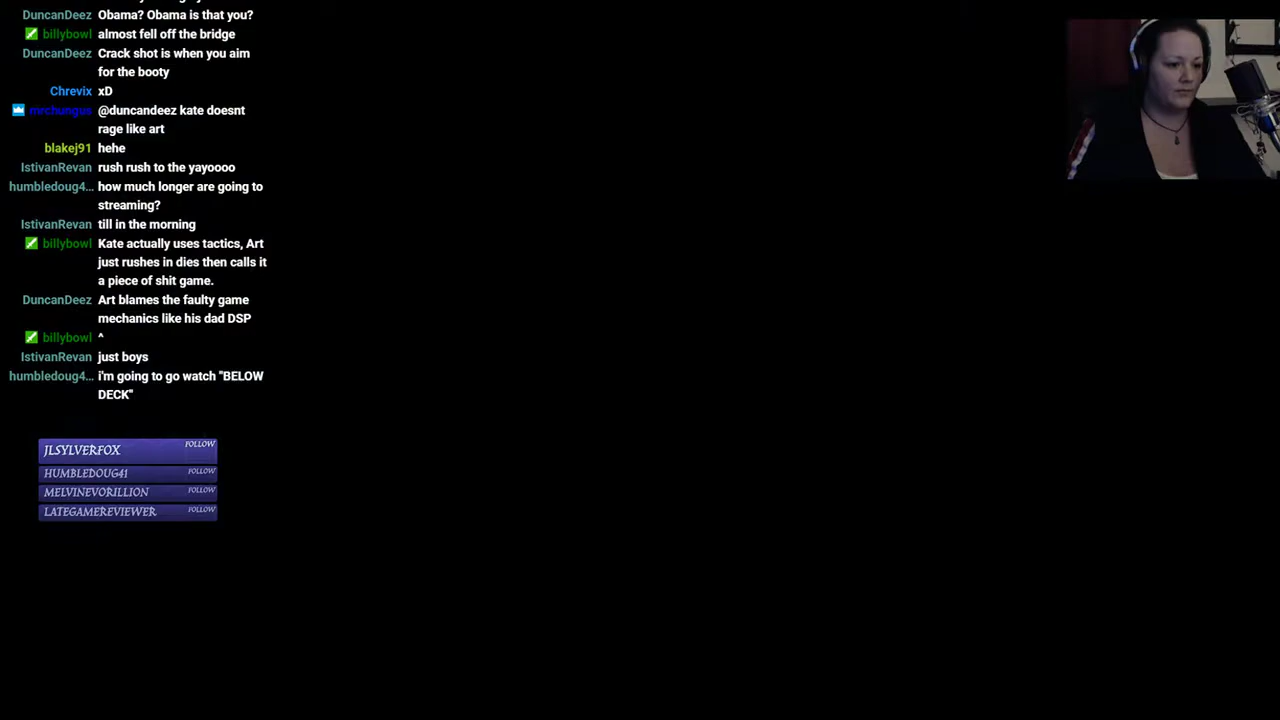 DuncanDeez Obama? Obama is that you?
billybowl almost fell off the bridge
DuncanDeez Crack shot is when you aim
for the booty
Chrevix xD
mrchungus @duncandeez kate doesnt
rage like art
blakej91 hehe
IstivanRevan rush rush to the yayoooo
humbledoug4... how much longer are going to
streaming?
IstivanRevan till in the morning
billybowl Kate actually uses tactics, Art
just rushes in dies then calls it
a piece of shit game.
DuncanDeez Art blames the faulty game
mechanics like his dad DSP
billybowl ^
IstivanRevan just boys
humbledoug4... i'm going to go watch "BELOW
DECK"
JLSYLVERFOX FOLLOW
HUMBLEDOUG41 FOLLOW
MELVINEVORILLION FOLLOW
LATEGAMEREVIEWER FOLLOW